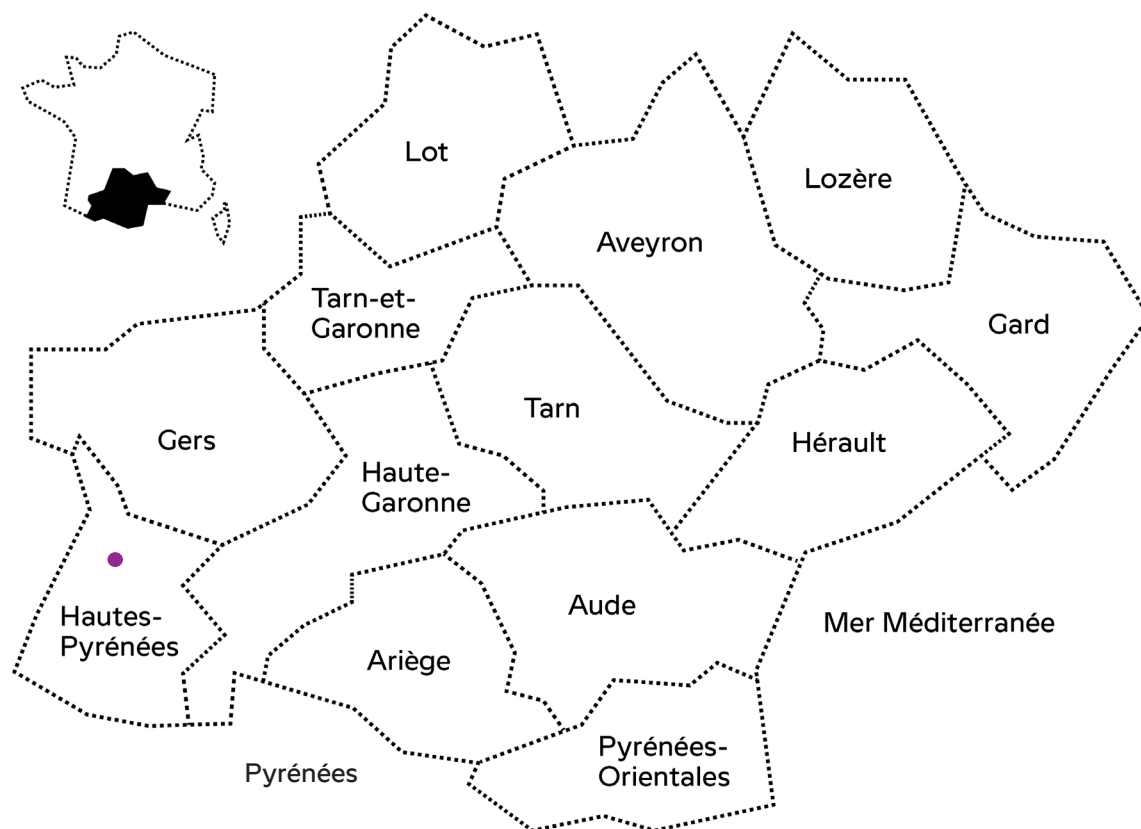 Lot
Lozère
Aveyron
Tarn-et-
Garonne
Gard
Tarn
Gers
Hérault
Haute-
Garonne
Hautes-
Pyrénées
Aude
Mer Méditerranée
Ariège
Pyrénées-
Orientales
Pyrénées